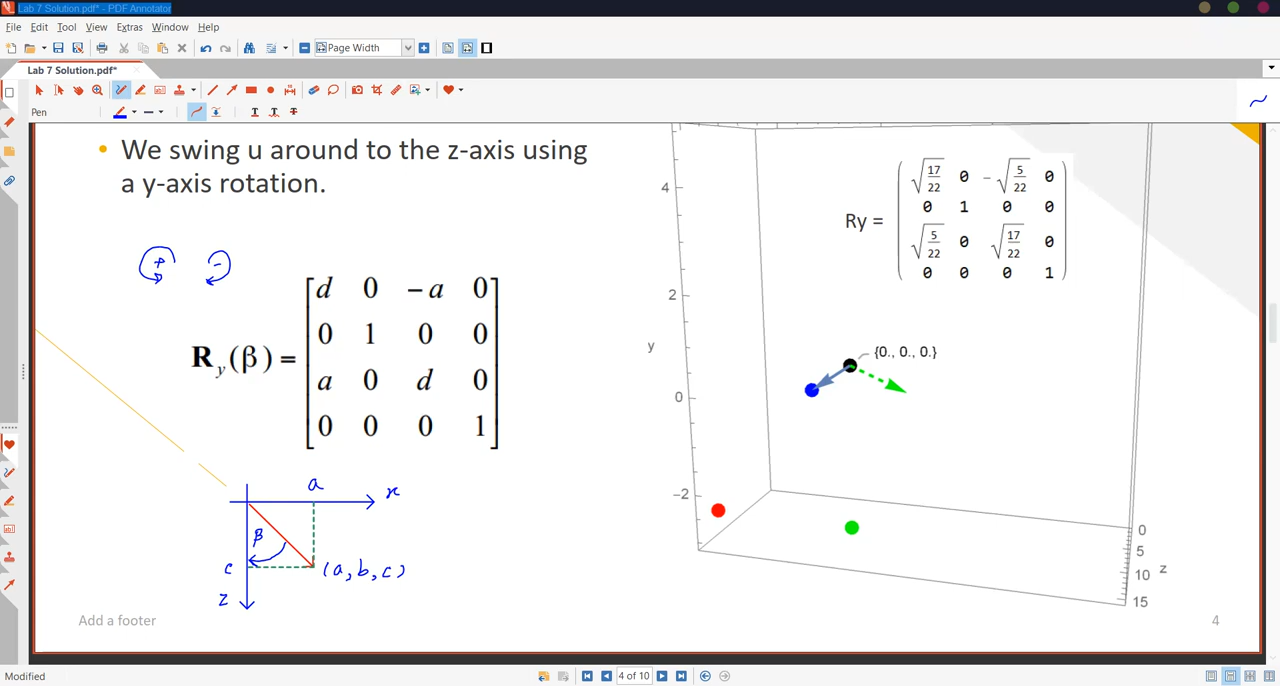 Lab 7 Solution.pdf* - PDF Annotator
File Edit Tool View Extras Window Help
Page Width
Lab 7 Solution.pdf*
Pen
• We swing u around to the z-axis using
a y-axis rotation.
+ -
R_y(β) =
d 0 -a 0
0 1 0 0
a 0 d 0
0 0 0 1
a
x
β
c
(a, b, c)
z
Add a footer
Ry =
√17/22 0 -√5/22 0
0 1 0 0
√5/22 0 √17/22 0
0 0 0 1
4
2
y
0
-2
{0., 0., 0.}
0
5
z
10
15
4
Modified
4 of 10